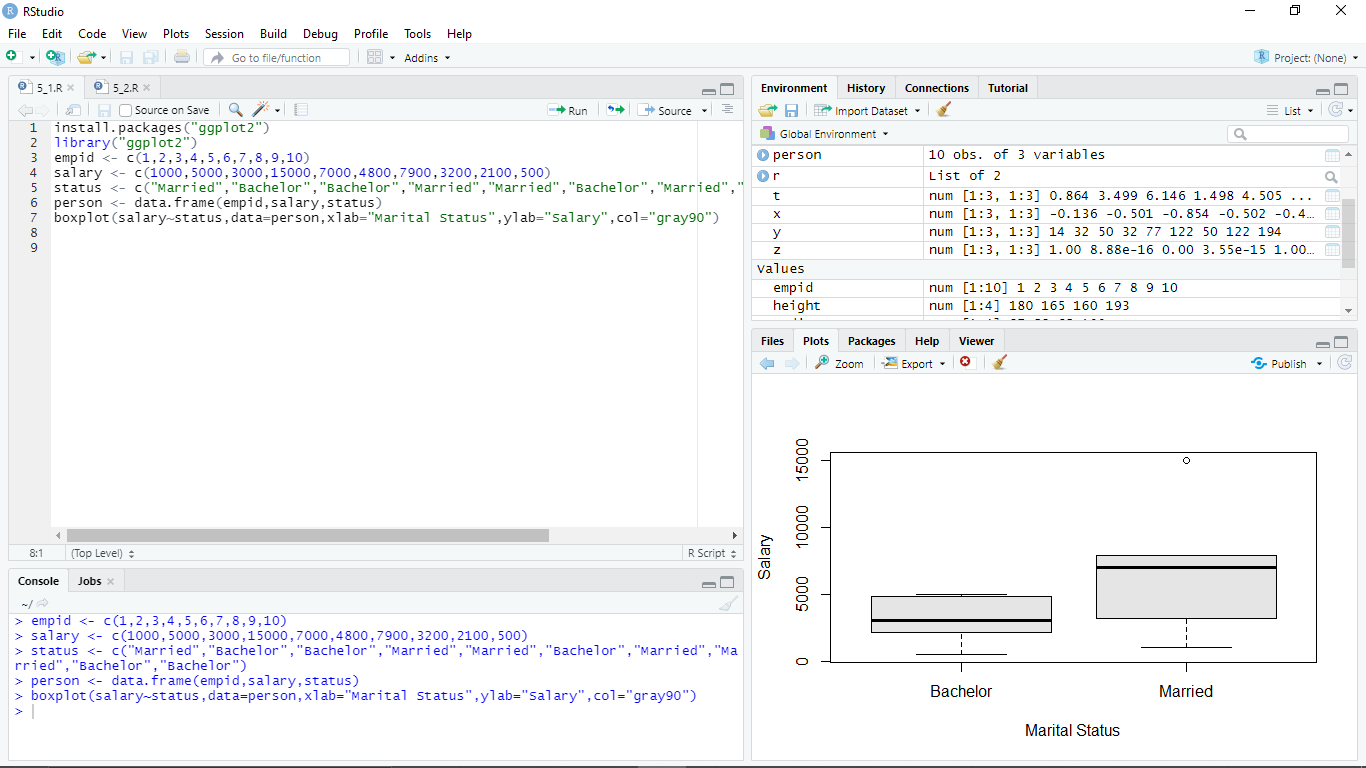 RStudio
File Edit Code View Plots Session Build Debug Profile Tools Help
Go to file/function Addins Project: (None)
5_1.R 5_2.R
Source on Save Run Source
1 install.packages("ggplot2")
2 library("ggplot2")
3 empid <- c(1,2,3,4,5,6,7,8,9,10)
4 salary <- c(1000,5000,3000,15000,7000,4800,7900,3200,2100,500)
5 status <- c("Married","Bachelor","Bachelor","Married","Married","Bachelor","Married","
6 person <- data.frame(empid,salary,status)
7 boxplot(salary~status,data=person,xlab="Marital Status",ylab="Salary",col="gray90")
8
9
8:1 (Top Level) R Script
Console Jobs
~/
> empid <- c(1,2,3,4,5,6,7,8,9,10)
> salary <- c(1000,5000,3000,15000,7000,4800,7900,3200,2100,500)
> status <- c("Married","Bachelor","Bachelor","Married","Married","Bachelor","Married","Ma
rried","Bachelor","Bachelor")
> person <- data.frame(empid,salary,status)
> boxplot(salary~status,data=person,xlab="Marital Status",ylab="Salary",col="gray90")
>
Environment History Connections Tutorial
Import Dataset List
Global Environment
person 10 obs. of 3 variables
r List of 2
t num [1:3, 1:3] 0.864 3.499 6.146 1.498 4.505 ...
x num [1:3, 1:3] -0.136 -0.501 -0.854 -0.502 -0.4…
y num [1:3, 1:3] 14 32 50 32 77 122 50 122 194
z num [1:3, 1:3] 1.00 8.88e-16 0.00 3.55e-15 1.00…
Values
empid num [1:10] 1 2 3 4 5 6 7 8 9 10
height num [1:4] 180 165 160 193
Files Plots Packages Help Viewer
Zoom Export Publish
15000
10000
5000
0
Salary
Bachelor Married
Marital Status